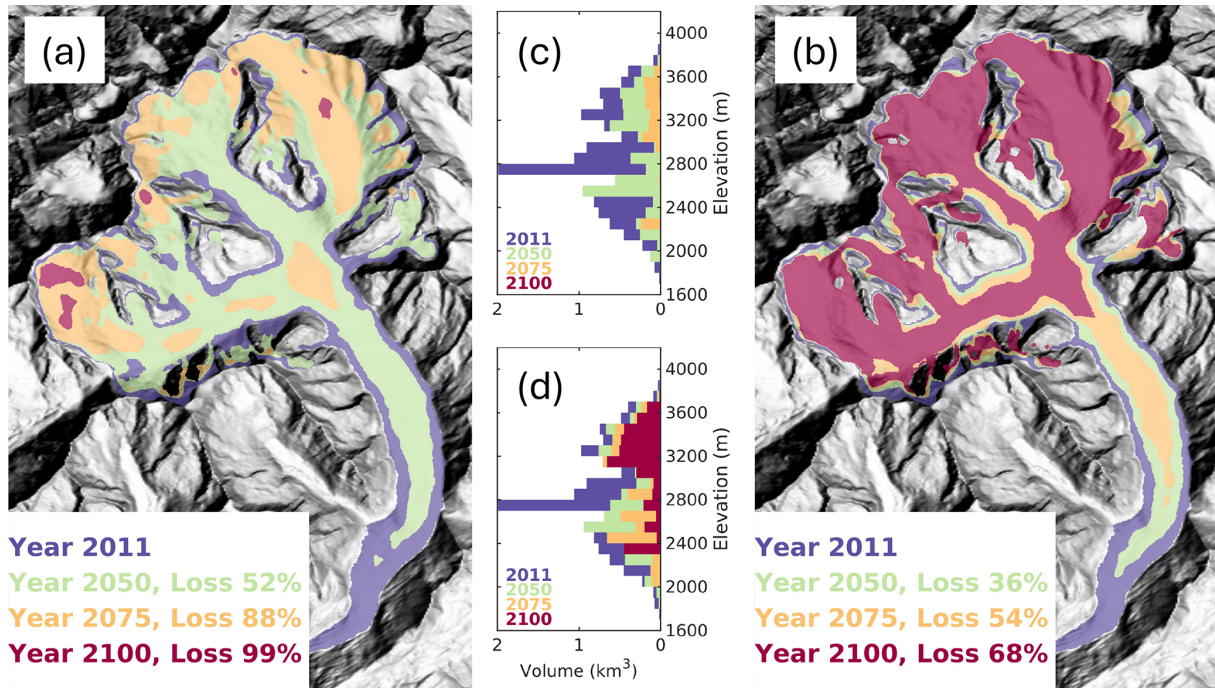 (a)
Year 2011
Year 2050, Loss 52%
Year 2075, Loss 88%
Year 2100, Loss 99%
(c)
4000
3600
3200
2800
2400
2000
1600
Elevation (m)
2011
2050
2075
2100
2
1
0
(d)
4000
3600
3200
2800
2400
2000
1600
Elevation (m)
2011
2050
2075
2100
2
1
0
Volume (km³)
(b)
Year 2011
Year 2050, Loss 36%
Year 2075, Loss 54%
Year 2100, Loss 68%